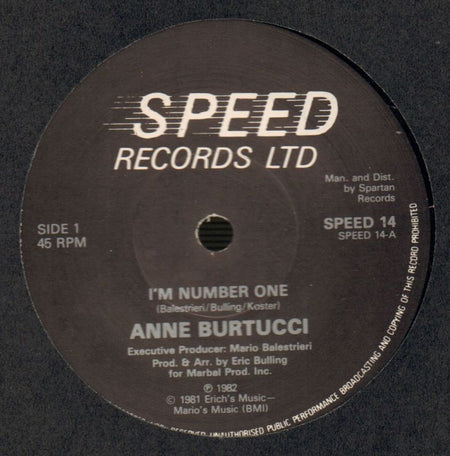 SPEED
RECORDS LTD
Man. and Dist.
by Spartan
Records
SIDE 1
45 RPM
SPEED 14
SPEED 14-A
I'M NUMBER ONE
(Balestrieri/Bulling/Koster)
ANNE BURTUCCI
Executive Producer: Mario Balestrieri
Prod. & Arr. by Eric Bulling
for Marbal Prod. Inc.
℗ 1982
© 1981 Erich's Music—
Mario's Music (BMI)
RESERVED. UNAUTHORISED PUBLIC PERFORMANCE BROADCASTING AND COPYING OF THIS RECORD PROHIBITED